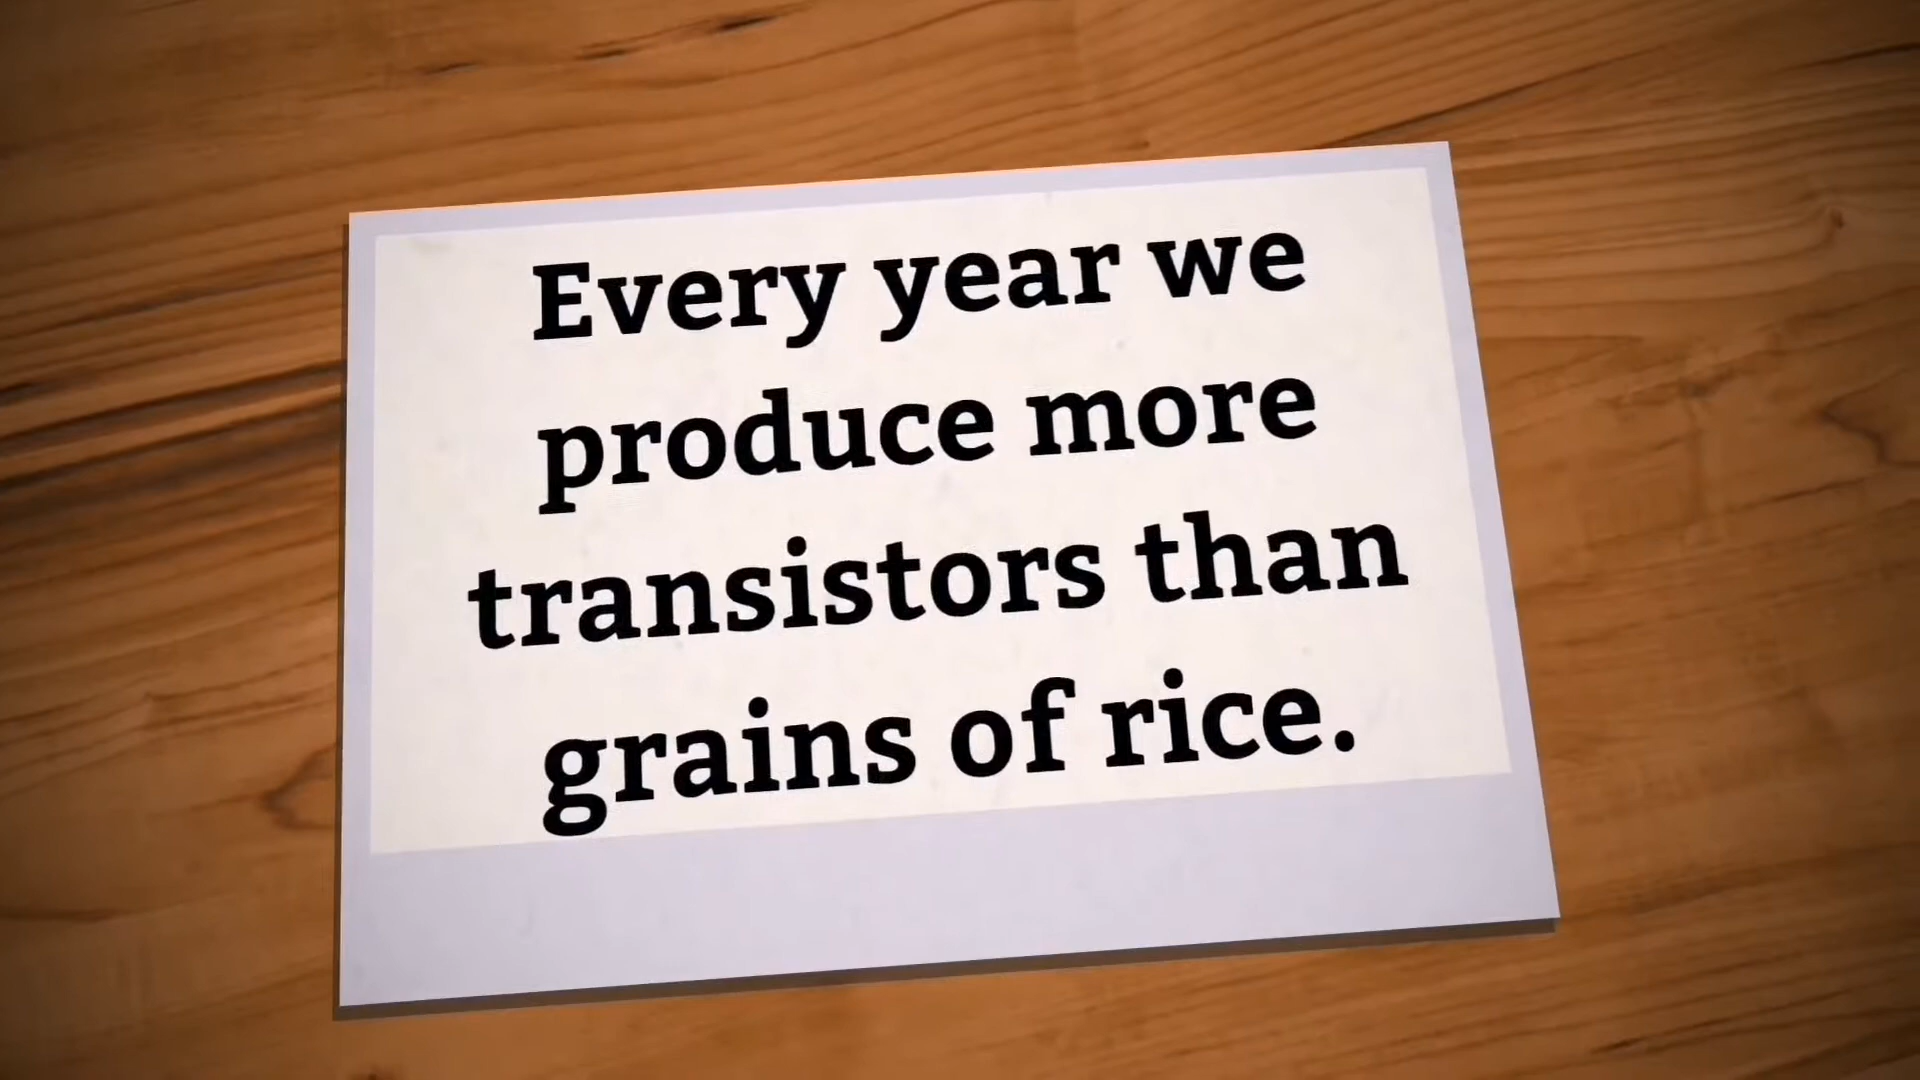 Every year we
produce more
transistors than
grains of rice.